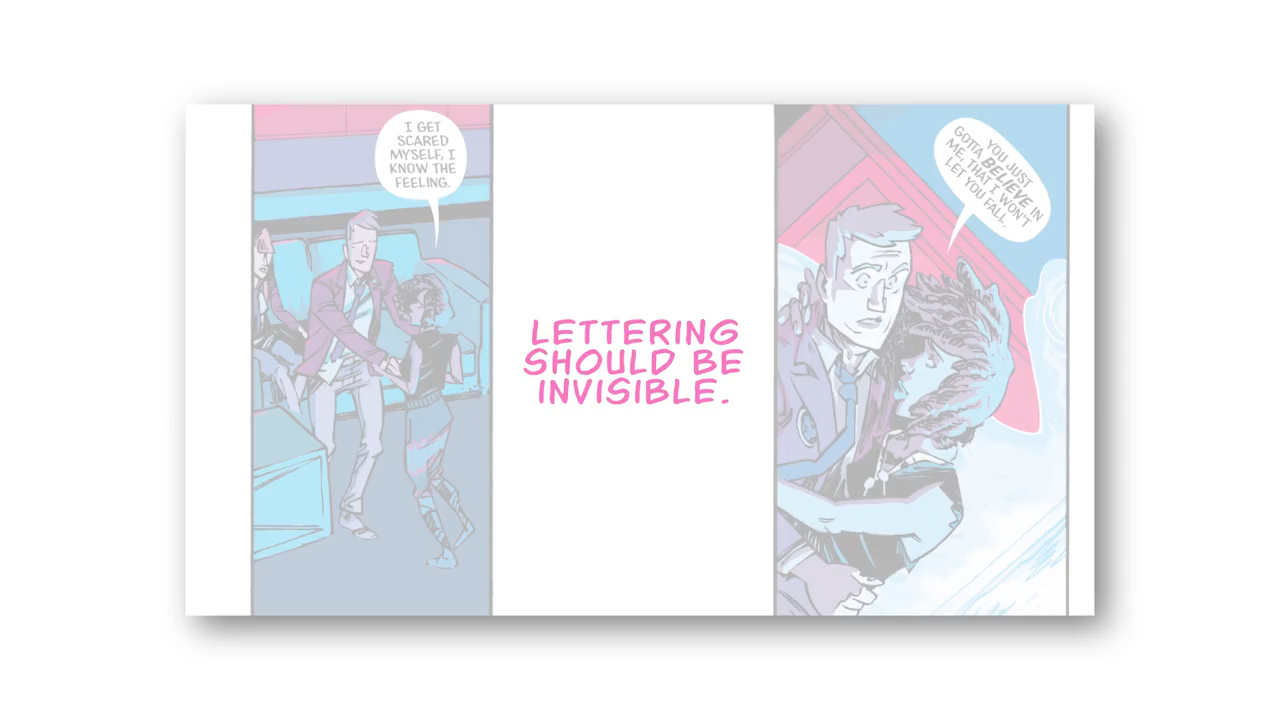 I GET
SCARED
MYSELF, I
KNOW THE
FEELING.
LETTERING
SHOULD BE
INVISIBLE.
YOU JUST
GOTTA BELIEVE IN
ME, THAT I WON'T
LET YOU FALL.